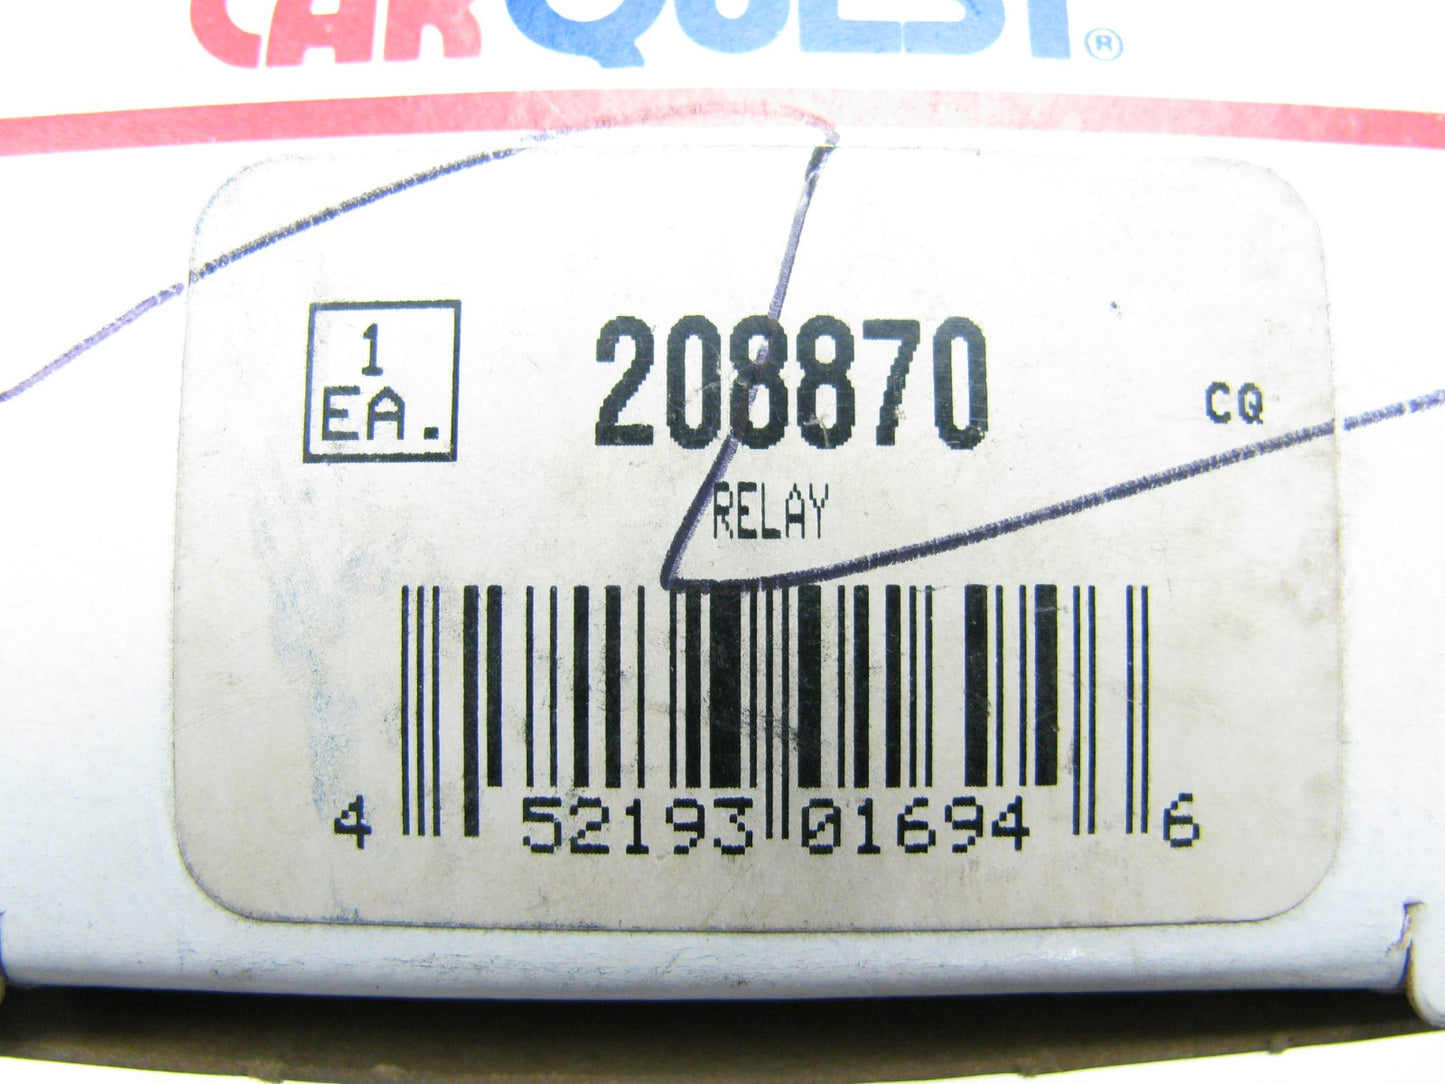 CARQUEST®
1
EA.
208870
CQ
RELAY
4 52193 01694 6